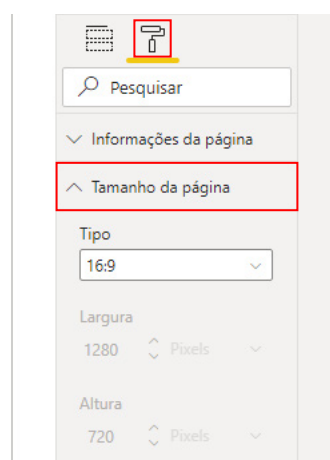 Pesquisar
Informações da página
Tamanho da página
Tipo
16:9
Largura
1280 Pixels
Altura
720 Pixels